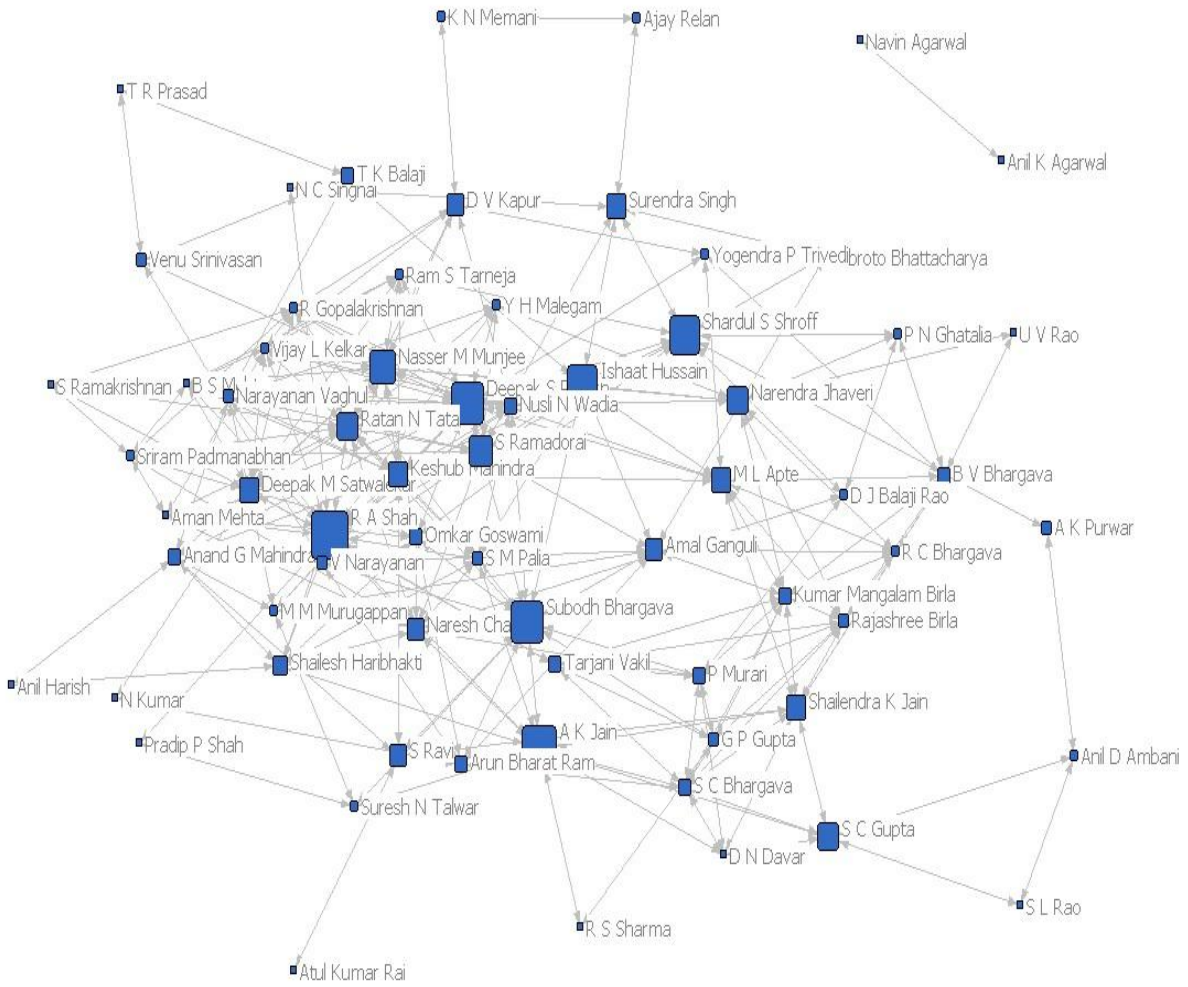 K N Memani
Ajay Relan
Navin Agarwal
T R Prasad
Anil K Agarwal
T K Balaji
N C Singhal
D V Kapur
Surendra Singh
Venu Srinivasan
Yogendra P Trivedi
broto Bhattacharya
Ram S Tarneja
R Gopalakrishnan
Y H Malegam
Shardul S Shroff
P N Ghatalia
U V Rao
Vijay L Kelkar
Nasser M Munjee
Ishaat Hussain
S Ramakrishnan
B S M
Narayanan Vaghul
Deepak S
Nusli N Wadia
Narendra Jhaveri
Ratan N Tata
S Ramadorai
Sriram Padmanabhan
Keshub Mahindra
M L Apte
B V Bhargava
Deepak M Satwalekar
D J Balaji Rao
Aman Mehta
R A Shah
Omkar Goswami
A K Purwar
Anand G Mahindra
V Narayanan
S M Palia
Amal Ganguli
R C Bhargava
M M Murugappan
Subodh Bhargava
Kumar Mangalam Birla
Naresh Cha
Rajashree Birla
Shailesh Haribhakti
Tarjani Vakil
P Murari
Anil Harish
N Kumar
Shailendra K Jain
Pradip P Shah
A K Jain
G P Gupta
S Ravi
Arun Bharat Ram
Anil D Ambani
S C Bhargava
Suresh N Talwar
S C Gupta
D N Davar
S L Rao
R S Sharma
Atul Kumar Rai